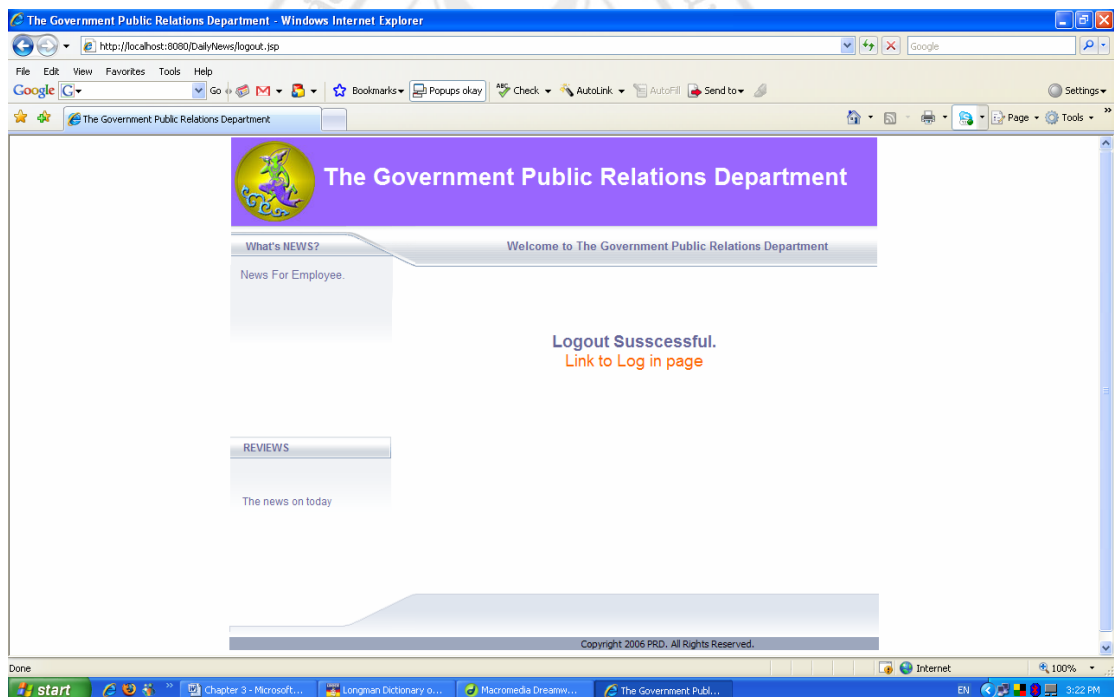 The Government Public Relations Department - Windows Internet Explorer
http://localhost:8080/DailyNews/logout.jsp
Google
File Edit View Favorites Tools Help
Google G Go Bookmarks Popups okay Check AutoLink AutoFill Send to Settings
The Government Public Relations Department
Page Tools
The Government Public Relations Department
What's NEWS?
Welcome to The Government Public Relations Department
News For Employee.
Logout Susscessful.
Link to Log in page
REVIEWS
The news on today
Copyright 2006 PRD. All Rights Reserved.
Done Internet 100%
start Chapter 3 - Microsoft... Longman Dictionary o... Macromedia Dreamw... The Government Publ... EN 3:22 PM